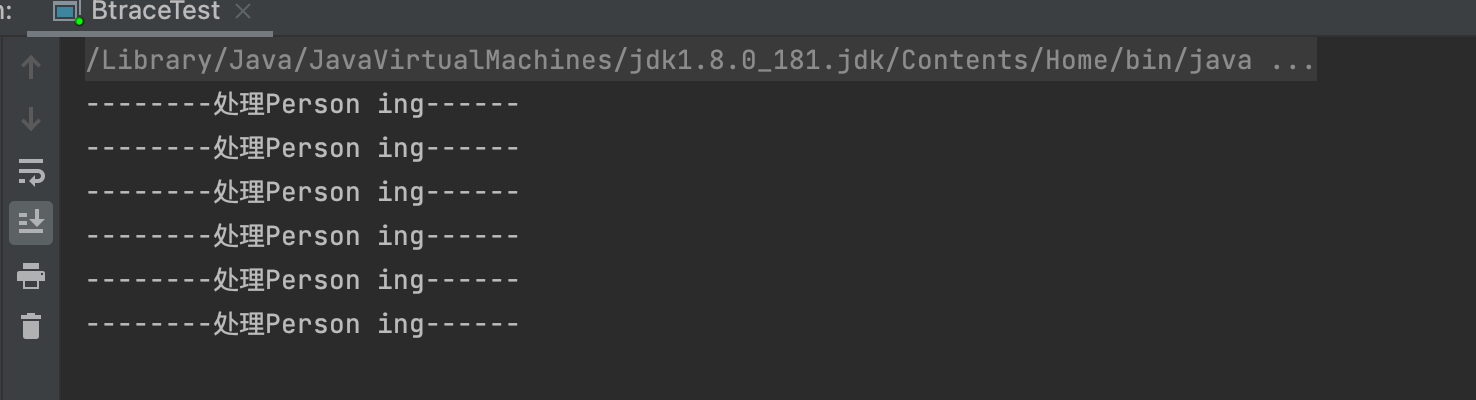 n:
BtraceTest
/Library/Java/JavaVirtualMachines/jdk1.8.0_181.jdk/Contents/Home/bin/java ...
--------处理Person ing------
--------处理Person ing------
--------处理Person ing------
--------处理Person ing------
--------处理Person ing------
--------处理Person ing------